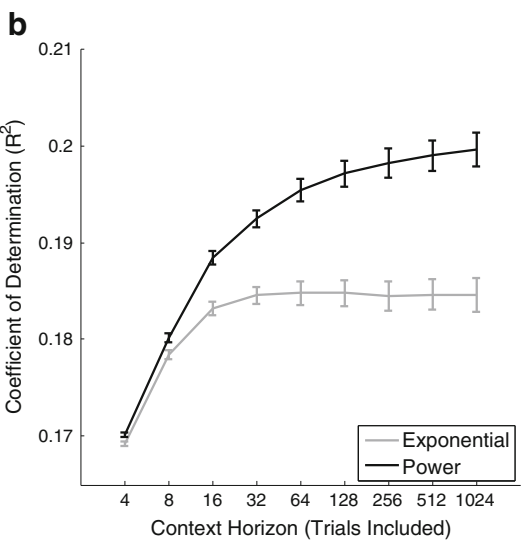 b
0.21
0.2
0.19
0.18
0.17
Coefficient of Determination (R²)
4 8 16 32 64 128 256 512 1024
Context Horizon (Trials Included)
Exponential
Power